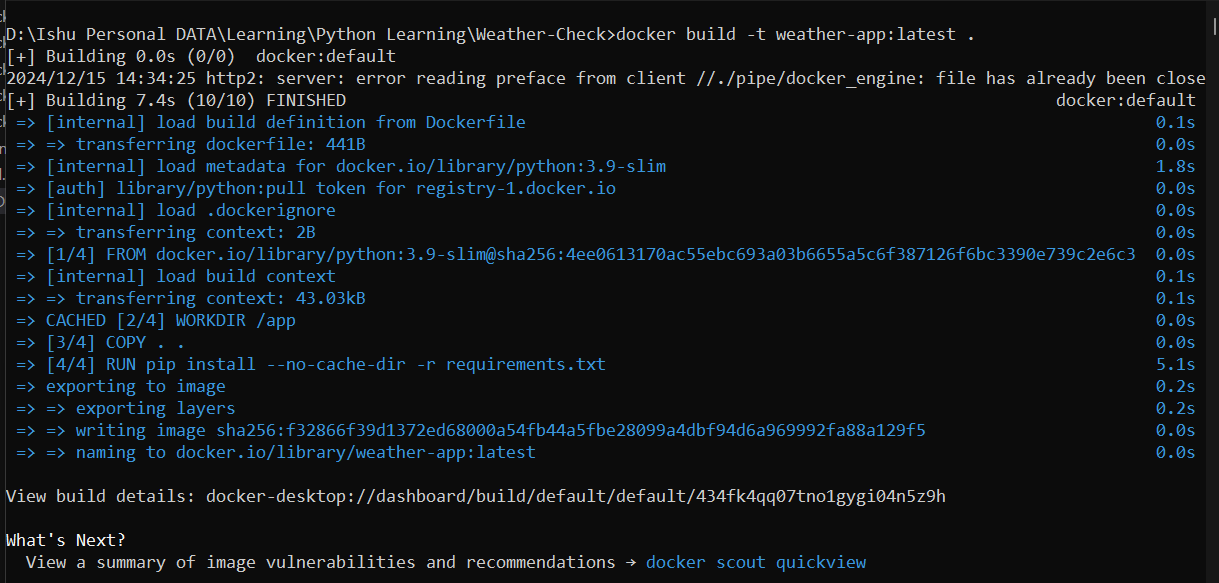 D:\Ishu Personal DATA\Learning\Python Learning\Weather-Check>docker build -t weather-app:latest .
[+] Building 0.0s (0/0)  docker:default
2024/12/15 14:34:25 http2: server: error reading preface from client //./pipe/docker_engine: file has already been close
[+] Building 7.4s (10/10) FINISHED docker:default
=> [internal] load build definition from Dockerfile 0.1s
=> => transferring dockerfile: 441B 0.0s
=> [internal] load metadata for docker.io/library/python:3.9-slim 1.8s
=> [auth] library/python:pull token for registry-1.docker.io 0.0s
=> [internal] load .dockerignore 0.0s
=> => transferring context: 2B 0.0s
=> [1/4] FROM docker.io/library/python:3.9-slim@sha256:4ee0613170ac55ebc693a03b6655a5c6f387126f6bc3390e739c2e6c3 0.0s
=> [internal] load build context 0.1s
=> => transferring context: 43.03kB 0.1s
=> CACHED [2/4] WORKDIR /app 0.0s
=> [3/4] COPY . . 0.0s
=> [4/4] RUN pip install --no-cache-dir -r requirements.txt 5.1s
=> exporting to image 0.2s
=> => exporting layers 0.2s
=> => writing image sha256:f32866f39d1372ed68000a54fb44a5fbe28099a4dbf94d6a969992fa88a129f5 0.0s
=> => naming to docker.io/library/weather-app:latest 0.0s
View build details: docker-desktop://dashboard/build/default/default/434fk4qq07tno1gygi04n5z9h
What's Next?
View a summary of image vulnerabilities and recommendations → docker scout quickview